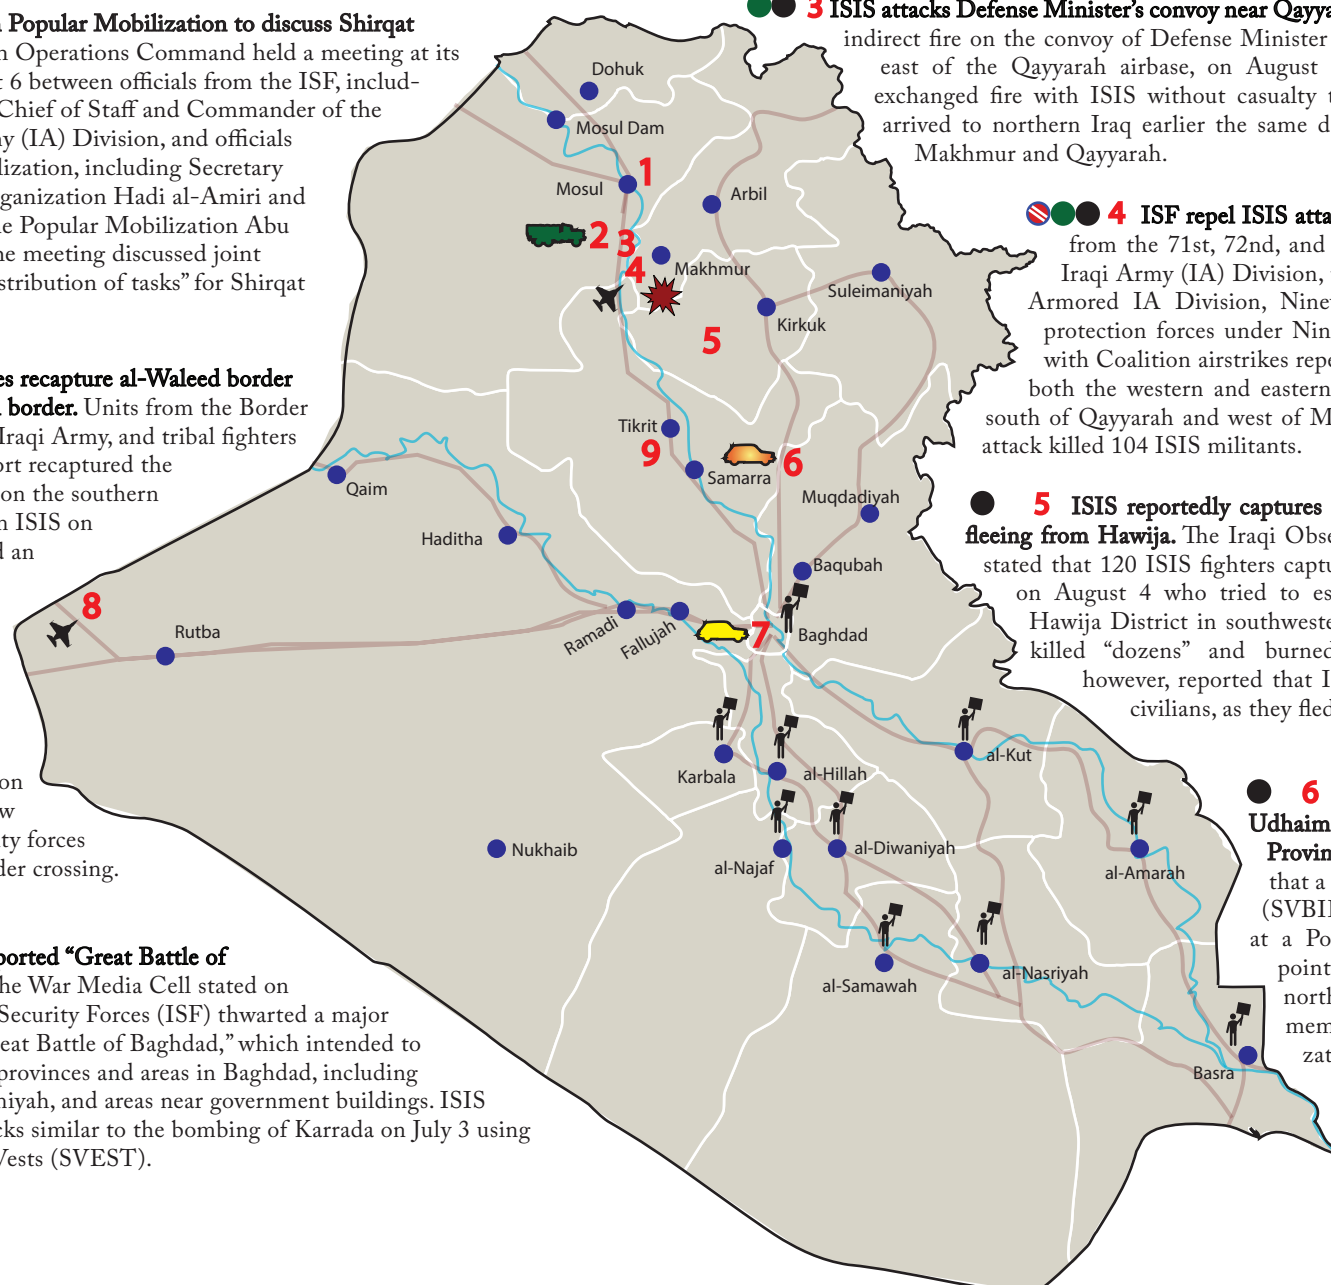 n Popular Mobilization to discuss Shirqat
n Operations Command held a meeting at its
t 6 between officials from the ISF, includ-
Chief of Staff and Commander of the
y (IA) Division, and officials
lization, including Secretary
ganization Hadi al-Amiri and
e Popular Mobilization Abu
ne meeting discussed joint
stribution of tasks” for Shirqat
es recapture al-Waleed border
border. Units from the Border
Iraqi Army, and tribal fighters
ort recaptured the
on the southern
n ISIS on
d an
on
w
ty forces
der crossing.
ported “Great Battle of
he War Media Cell stated on
Security Forces (ISF) thwarted a major
eat Battle of Baghdad,” which intended to
provinces and areas in Baghdad, including
niyah, and areas near government buildings. ISIS
cks similar to the bombing of Karrada on July 3 using
Vests (SVEST).
3 ISIS attacks Defense Minister’s convoy near Qayya
indirect fire on the convoy of Defense Minister
east of the Qayyarah airbase, on August
exchanged fire with ISIS without casualty t
arrived to northern Iraq earlier the same d
Makhmur and Qayyarah.
4 ISF repel ISIS atta
from the 71st, 72nd, and
Iraqi Army (IA) Division,
Armored IA Division, Nine
protection forces under Nin
with Coalition airstrikes repe
both the western and eastern
south of Qayyarah and west of M
attack killed 104 ISIS militants.
5 ISIS reportedly captures
fleeing from Hawija. The Iraqi Obse
stated that 120 ISIS fighters captu
on August 4 who tried to es
Hawija District in southweste
killed “dozens” and burned
however, reported that I
civilians, as they fled
6
Udhaim
Provin
that a
(SVBI
at a Po
point
north
mem
zat
Dohuk
Mosul Dam
1
Mosul
Arbil
2
3
4
Makhmur
Suleimaniyah
Kirkuk
5
Tikrit
9
6
Samarra
Muqdadiyah
Qaim
Haditha
Baqubah
8
Rutba
Ramadi
Fallujah
7
Baghdad
Karbala
al-Hillah
al-Kut
Nukhaib
al-Najaf
al-Diwaniyah
al-Amarah
al-Samawah
al-Nasriyah
Basra